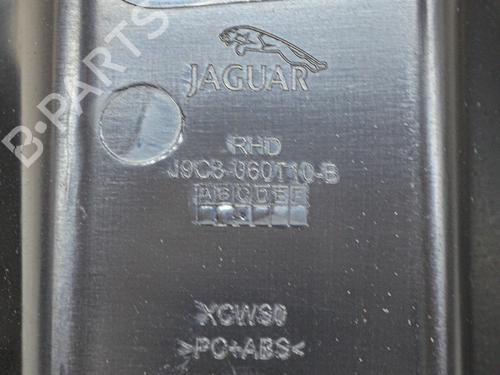 JAGUAR
RHD
J9C3-060T10-B
ABCDEF
XCWS0
>PC+ABS<
B-PARTS